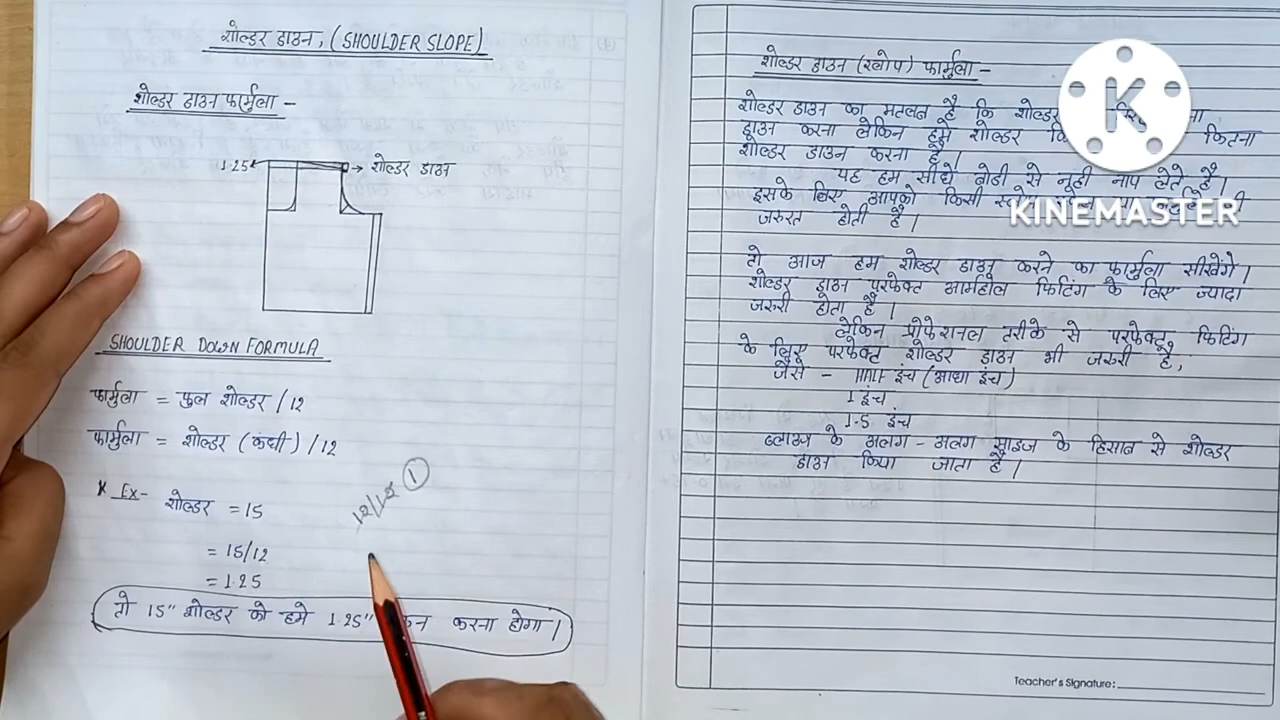 शोल्डर डाउन, (SHOULDER SLOPE)
शोल्डर डाउन फार्मुला -
1.25"
→ शोल्डर डाउन
SHOULDER DOWN FORMULA
फार्मुला = फुल शोल्डर / 12
फार्मुला = शोल्डर (कंधी) / 12
Ex- शोल्डर = 15
= 15/12
= 1.25
12/12 ①
तो 15" शोल्डर को हमे 1.25" करना होगा।
शोल्डर डाउन (स्लोप) फार्मुला -
शोल्डर डाउन का मतलब है कि शोल्डर
डाउन करना लेकिन हमे शोल्डर कितना
शोल्डर डाउन करना है।
यह हम सीधे बोडी से नही नाप लेते है।
इसके लिए आपको किसी
जरुरत होती है।
तो आज हम शोल्डर डाउन करने का फार्मुला सीखेंगे।
शोल्डर डाउन परफेक्ट आर्महोल फिटिंग के लिए ज्यादा
जरुरी होता है।
लेकिन प्रोफेशनल तरीके से परफेक्ट फिटिंग
के लिए परफेक्ट शोल्डर डाउन भी जरुरी है,
जैसे - इंच (आधा इंच)
1 इंच
1.5 इंच
ब्लाउज के अलग - अलग साइज के हिसाब से शोल्डर
डाउन किया जाता है।
Teacher's Signature:
K
KINEMASTER